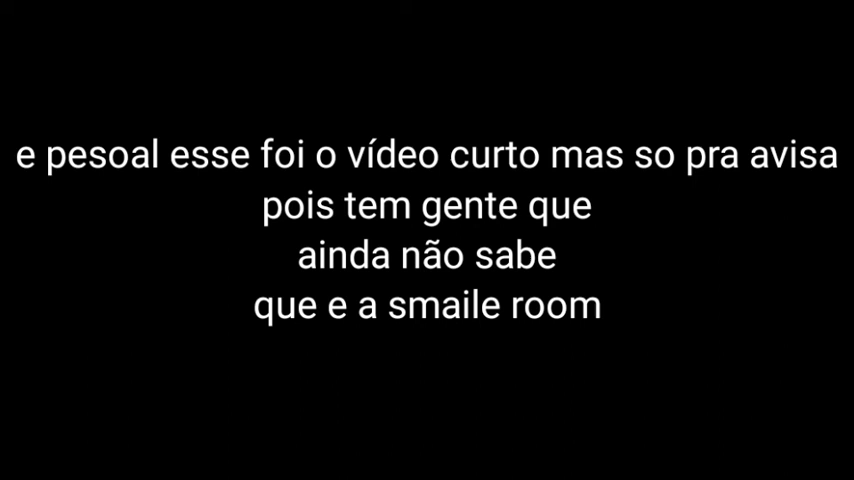 e pesoal esse foi o vídeo curto mas so pra avisa
pois tem gente que
ainda não sabe
que e a smaile room